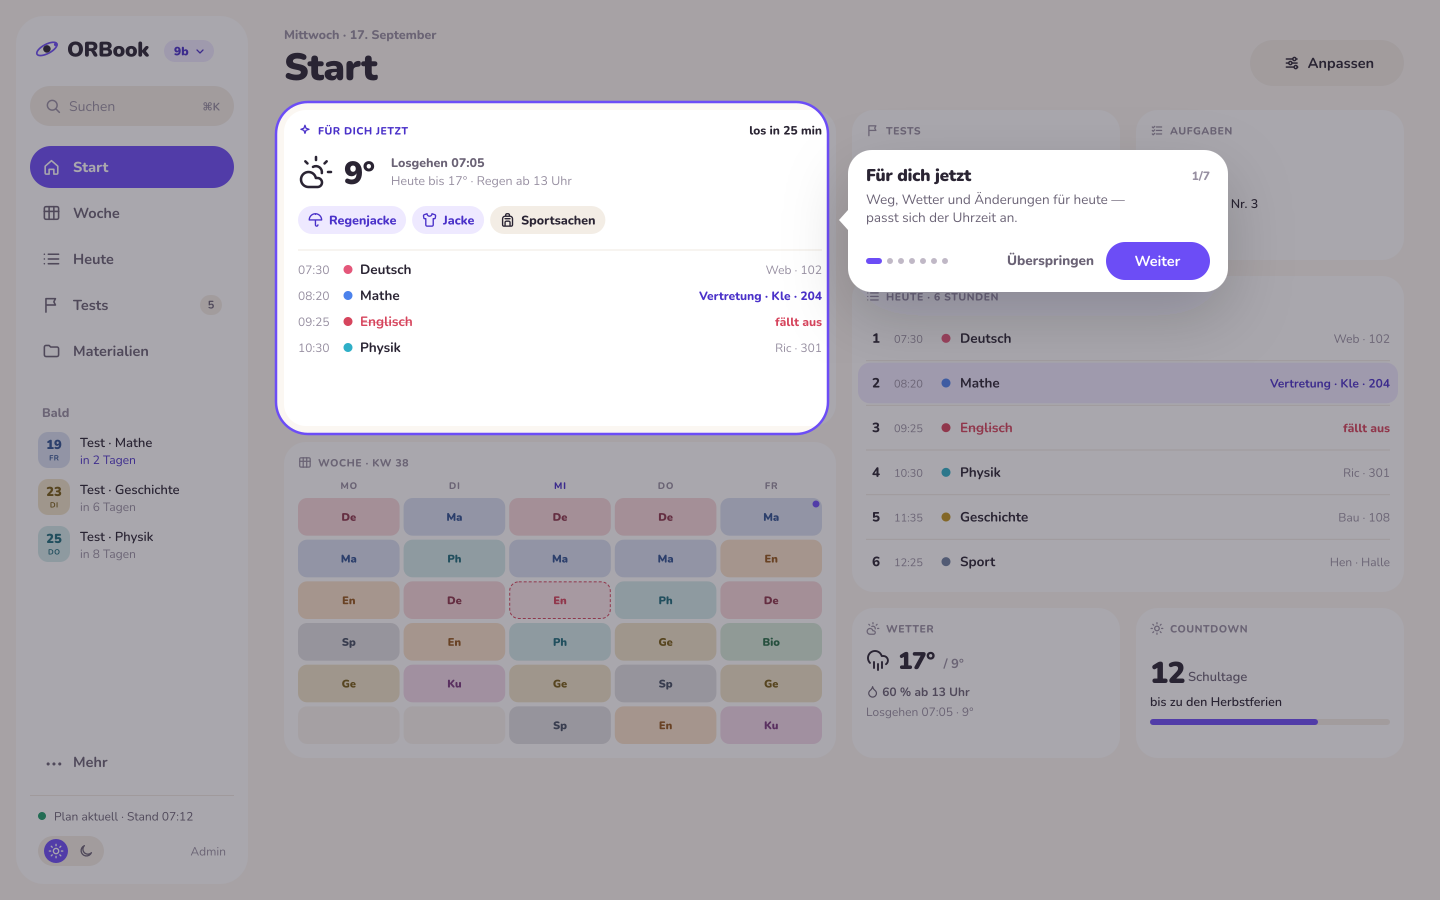 ORBook
9b
Suchen
⌘K
Start
Woche
Heute
Tests
5
Materialien
Bald
19
FR
Test · Mathe
in 2 Tagen
23
DI
Test · Geschichte
in 6 Tagen
25
DO
Test · Physik
in 8 Tagen
Mehr
Plan aktuell · Stand 07:12
Admin
Mittwoch · 17. September
Start
Anpassen
FÜR DICH JETZT
los in 25 min
9°
Losgehen 07:05
Heute bis 17° · Regen ab 13 Uhr
Regenjacke
Jacke
Sportsachen
07:30 Deutsch Web · 102
08:20 Mathe Vertretung · Kle · 204
09:25 Englisch fällt aus
10:30 Physik Ric · 301
TESTS
AUFGABEN
Nr. 3
Für dich jetzt
1/7
Weg, Wetter und Änderungen für heute —
passt sich der Uhrzeit an.
Überspringen
Weiter
WOCHE · KW 38
MO DI MI DO FR
De Ma De De Ma
Ma Ph Ma Ma En
En De En Ph De
Sp En Ph Ge Bio
Ge Ku Ge Sp Ge
Sp En Ku
HEUTE · 6 STUNDEN
1 07:30 Deutsch Web · 102
2 08:20 Mathe Vertretung · Kle · 204
3 09:25 Englisch fällt aus
4 10:30 Physik Ric · 301
5 11:35 Geschichte Bau · 108
6 12:25 Sport Hen · Halle
WETTER
17° / 9°
60 % ab 13 Uhr
Losgehen 07:05 · 9°
COUNTDOWN
12 Schultage
bis zu den Herbstferien